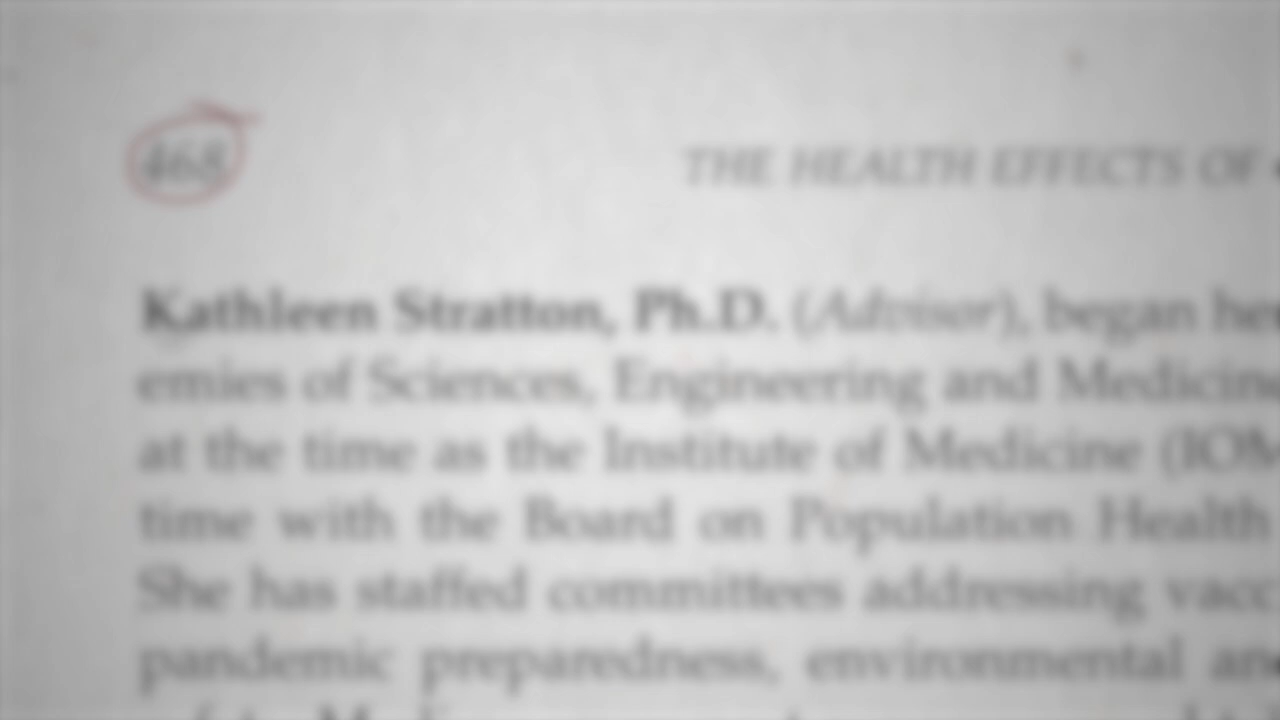 468
THE HEALTH EFFECTS OF
Kathleen Stratton, Ph.D. (Advisor), began her
emies of Sciences, Engineering and Medicine
at the time as the Institute of Medicine (IOM
time with the Board on Population Health
She has staffed committees addressing vacc
pandemic preparedness, environmental and